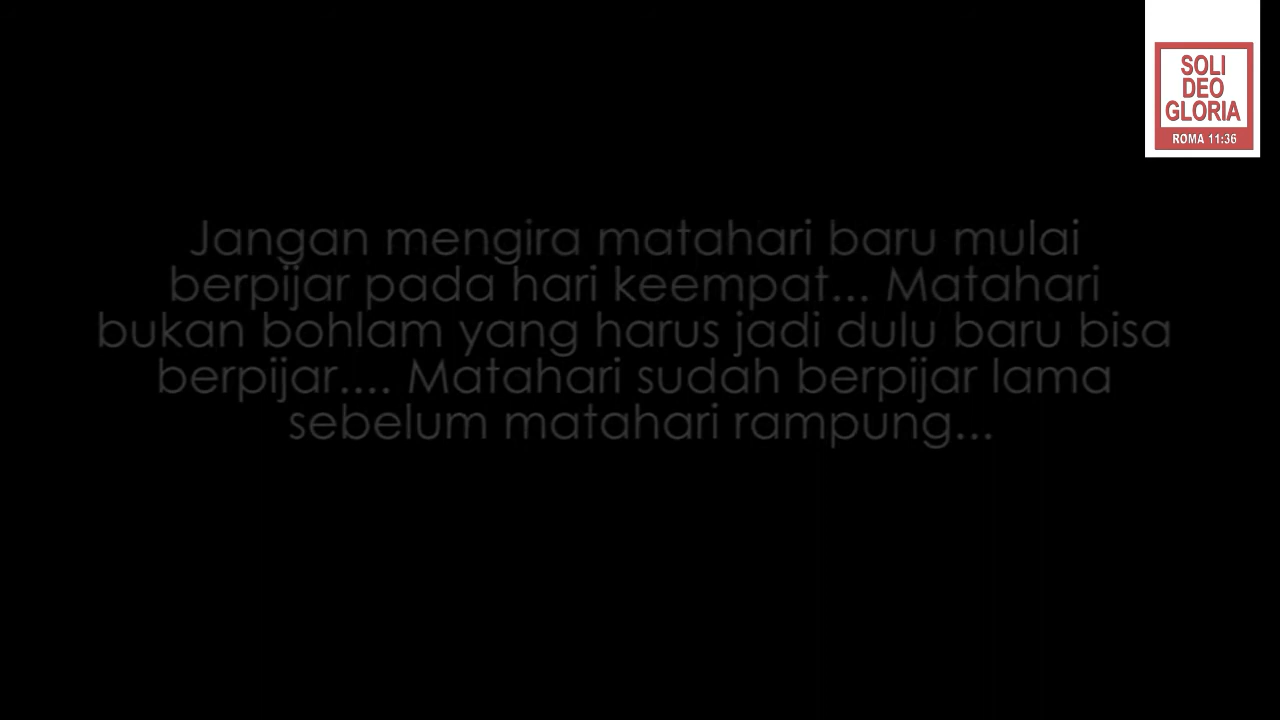 SOLI
DEO
GLORIA
ROMA 11:36
Jangan mengira matahari baru mulai
berpijar pada hari keempat... Matahari
bukan bohlam yang harus jadi dulu baru bisa
berpijar.... Matahari sudah berpijar lama
sebelum matahari rampung...